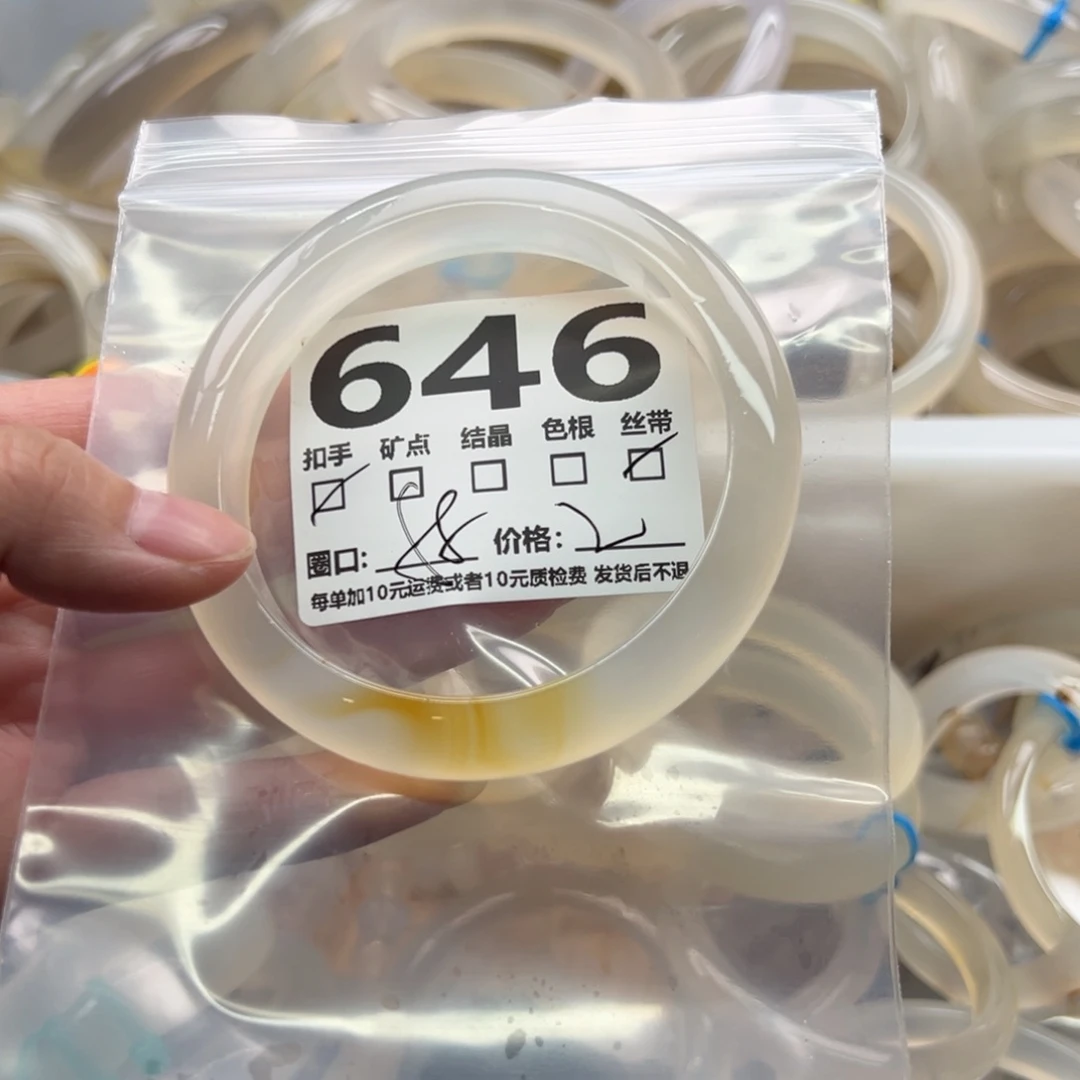 646
扣手 矿点 结晶 色根 丝带
圈口: 58 价格:
每单加10元运费或者10元质检费 发货后不退